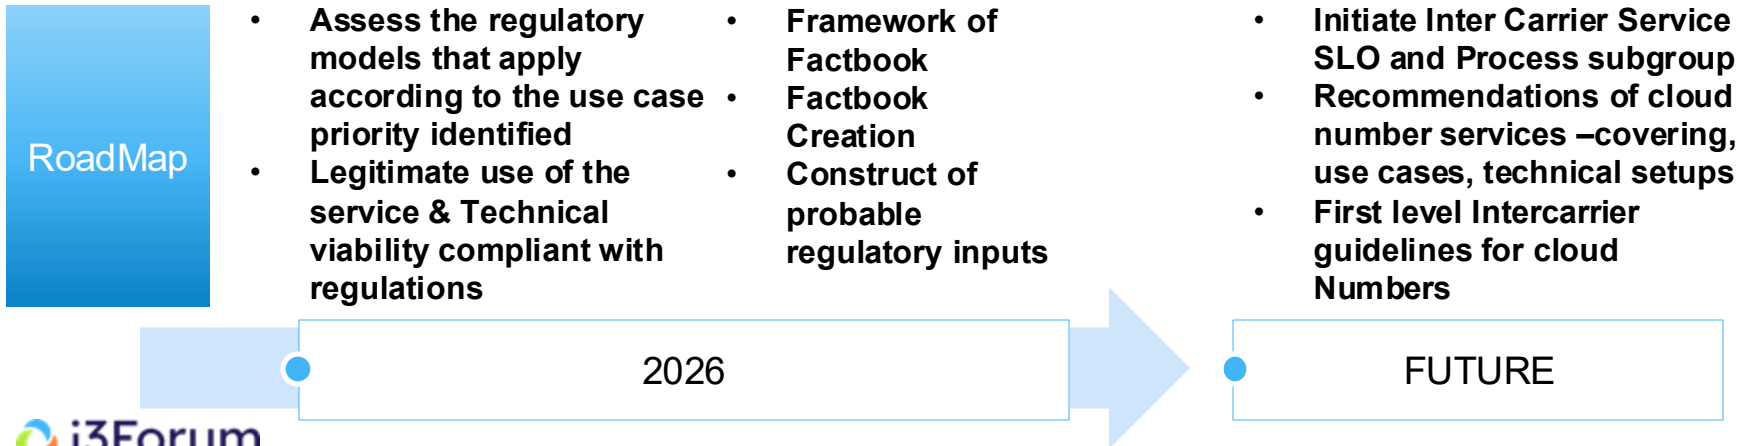 RoadMap
• Assess the regulatory
models that apply
according to the use case
priority identified
• Legitimate use of the
service & Technical
viability compliant with
regulations
• Framework of
Factbook
• Factbook
Creation
• Construct of
probable
regulatory inputs
• Initiate Inter Carrier Service
SLO and Process subgroup
• Recommendations of cloud
number services –covering,
use cases, technical setups
• First level Intercarrier
guidelines for cloud
Numbers
2026
FUTURE
i3Forum